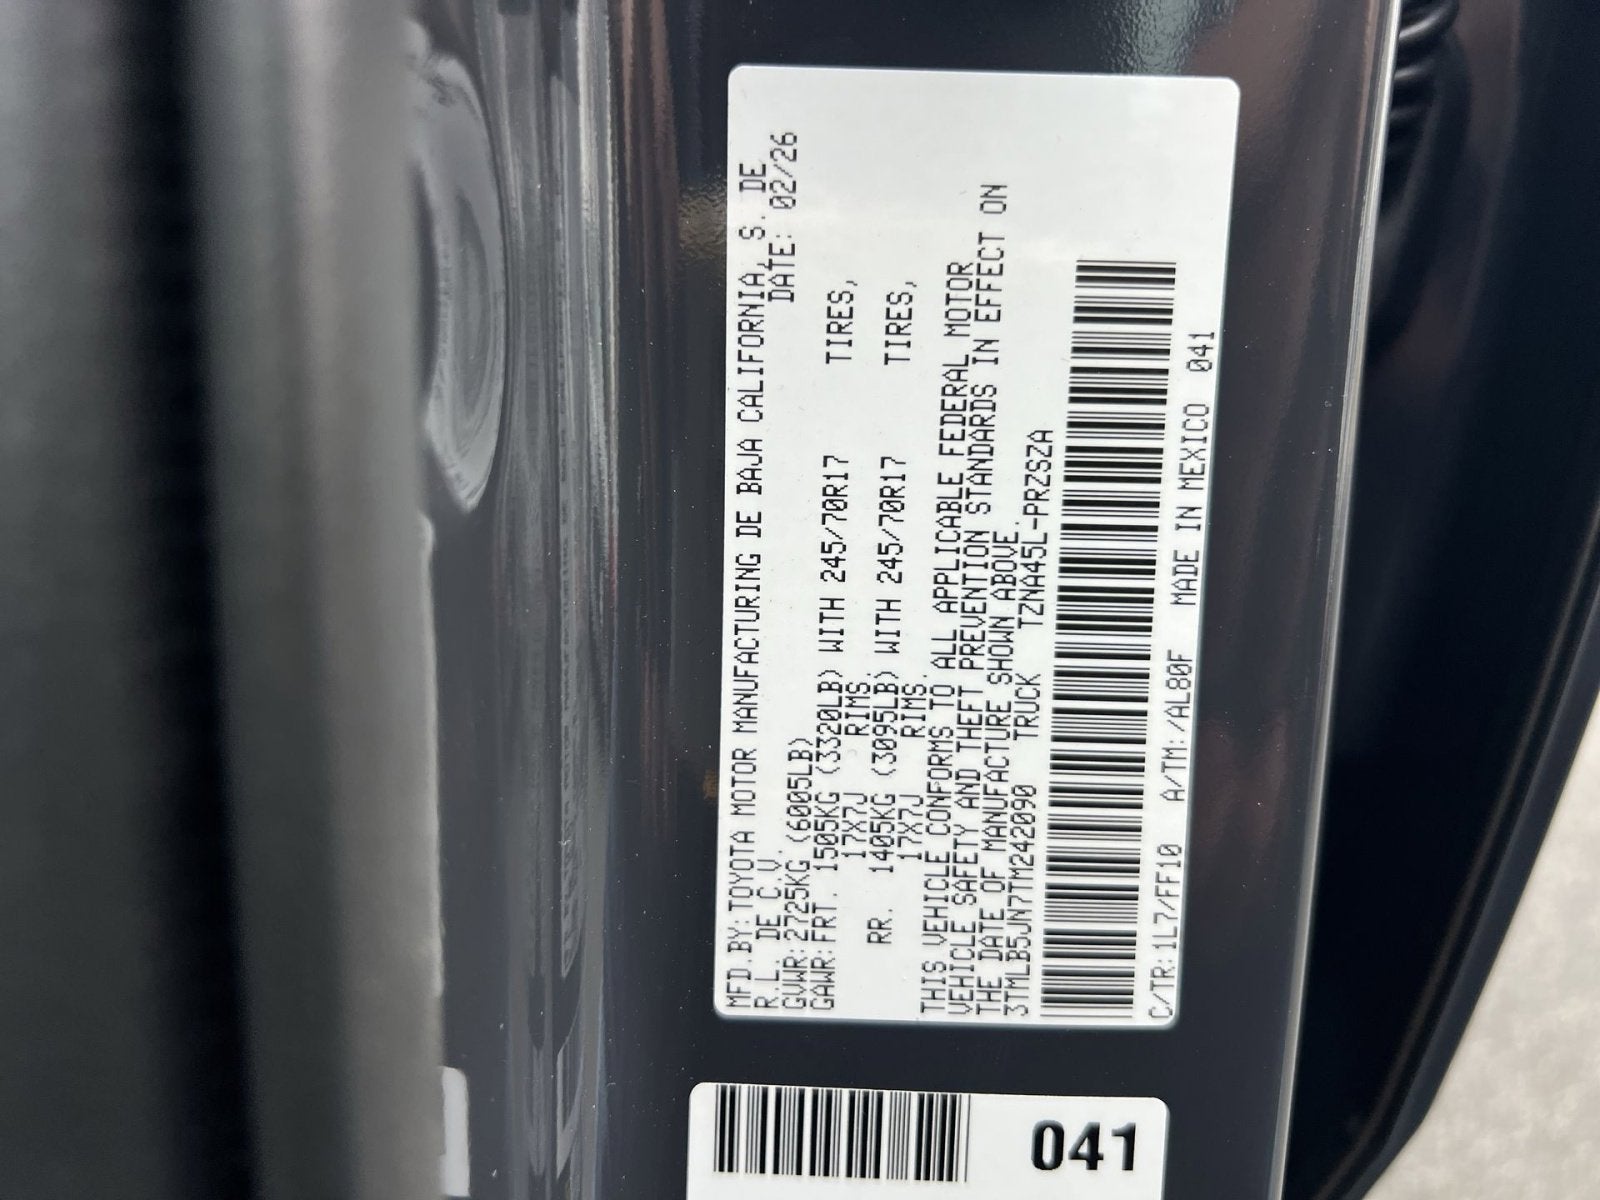 MFD.BY:TOYOTA MOTOR MANUFACTURING DE BAJA CALIFORNIA, S. DE
R.L. DE C.V. DATE: 02/26
GVWR:2725KG (6005LB)
GAWR:FRT. 1505KG (3320LB) WITH 245/70R17 TIRES,
17X7J RIMS.
RR. 1405KG (3095LB) WITH 245/70R17 TIRES,
17X7J RIMS.
THIS VEHICLE CONFORMS TO ALL APPLICABLE FEDERAL MOTOR
VEHICLE SAFETY AND THEFT PREVENTION STANDARDS IN EFFECT ON
THE DATE OF MANUFACTURE SHOWN ABOVE.
3TMLB5JN7TM242090 TRUCK TZNA45L-PRZSZA
C/TR:1L7/FF10 A/TM:/AL80F MADE IN MEXICO 041
041